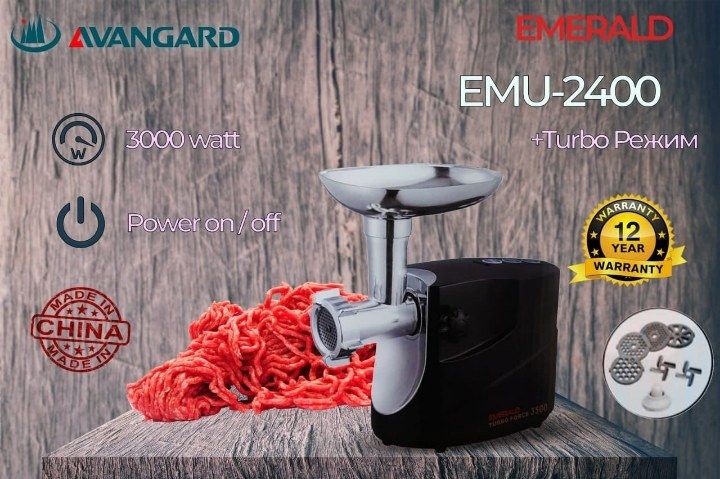 AVANGARD
EMERALD
EMU-2400
+Turbo Режим
W
3000 watt
Power on / off
WARRANTY
12
YEAR
WARRANTY
MADE IN
CHINA
MADE IN
EMERALD
TURBO FORCE 3500